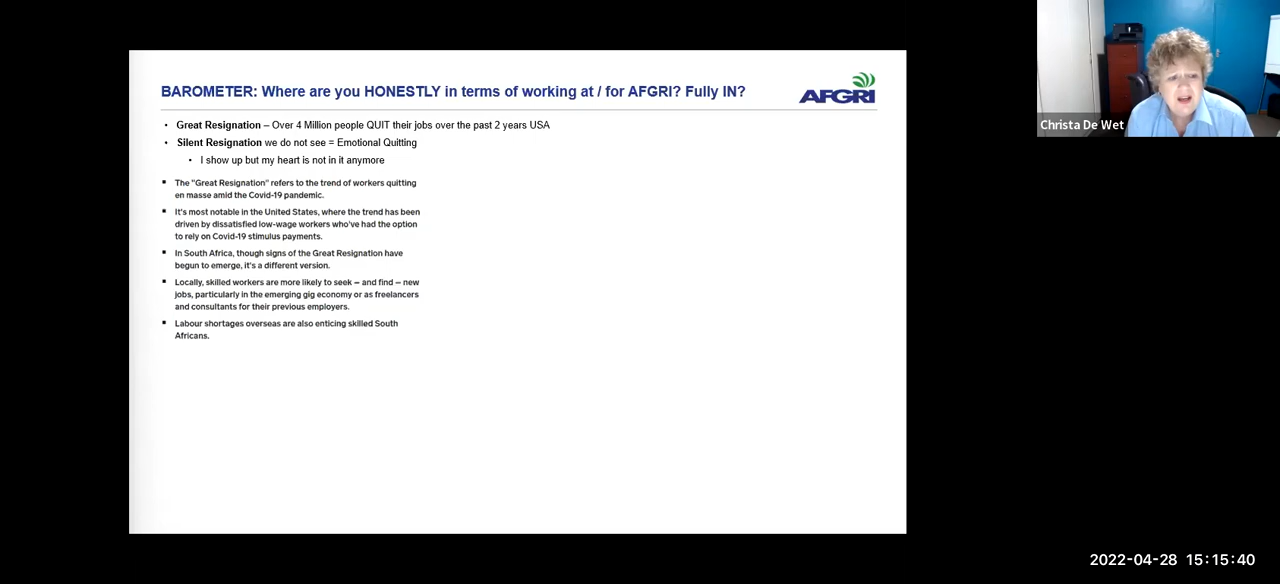 BAROMETER: Where are you HONESTLY in terms of working at / for AFGRI? Fully IN?
AFGRI
• Great Resignation – Over 4 Million people QUIT their jobs over the past 2 years USA
• Silent Resignation we do not see = Emotional Quitting
• I show up but my heart is not in it anymore
▪ The "Great Resignation" refers to the trend of workers quitting
en masse amid the Covid-19 pandemic.
▪ It's most notable in the United States, where the trend has been
driven by dissatisfied low-wage workers who've had the option
to rely on Covid-19 stimulus payments.
▪ In South Africa, though signs of the Great Resignation have
begun to emerge, it's a different version.
▪ Locally, skilled workers are more likely to seek – and find – new
jobs, particularly in the emerging gig economy or as freelancers
and consultants for their previous employers.
▪ Labour shortages overseas are also enticing skilled South
Africans.
Christa De Wet
2022-04-28 15:15:40